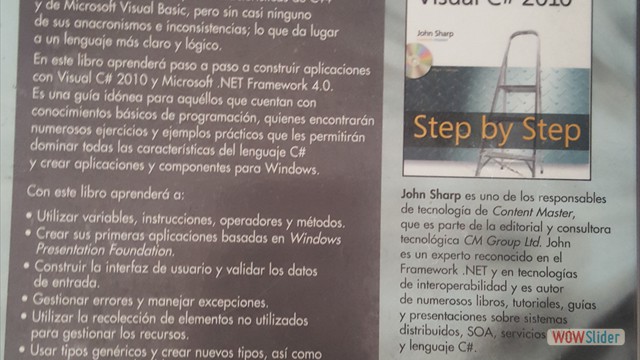 y de Microsoft Visual Basic, pero sin casi ninguno
de sus anacronismos e inconsistencias; lo que da lugar
a un lenguaje más claro y lógico.
En este libro aprenderá paso a paso a construir aplicaciones
con Visual C# 2010 y Microsoft .NET Framework 4.0.
Es una guía idónea para aquéllos que cuentan con
conocimientos básicos de programación, quienes encontrarán
numerosos ejercicios y ejemplos prácticos que les permitirán
dominar todas las características del lenguaje C#
y crear aplicaciones y componentes para Windows.
Con este libro aprenderá a:
• Utilizar variables, instrucciones, operadores y métodos.
• Crear sus primeras aplicaciones basadas en Windows
Presentation Foundation.
• Construir la interfaz de usuario y validar los datos
de entrada.
• Gestionar errores y manejar excepciones.
• Utilizar la recolección de elementos no utilizados
para gestionar los recursos.
• Usar tipos genéricos y crear nuevos tipos, así como
Visual C# 2010
John Sharp
Step by Step
John Sharp es uno de los responsables
de tecnología de Content Master,
que es parte de la editorial y consultora
tecnológica CM Group Ltd. John
es un experto reconocido en el
Framework .NET y en tecnologías
de interoperabilidad y es autor
de numerosos libros, tutoriales, guías
y presentaciones sobre sistemas
distribuidos, SOA, servicios
y lenguaje C#.
WOWSlider